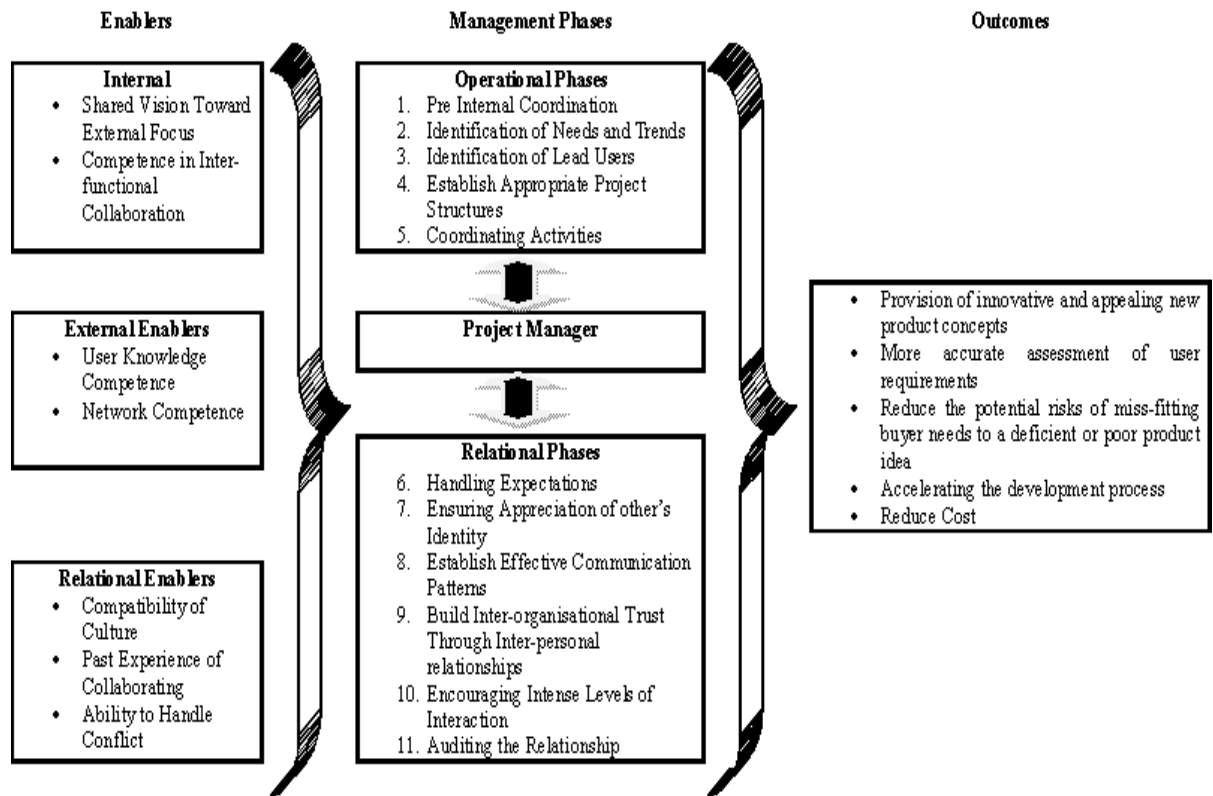 Enablers
Management Phases
Outcomes
Internal
• Shared Vision Toward
External Focus
• Competence in Inter-
functional
Collaboration
External Enablers
• User Knowledge
Competence
• Network Competence
Relational Enablers
• Compatibility of
Culture
• Past Experience of
Collaborating
• Ability to Handle
Conflict
Operational Phases
1. Pre Internal Coordination
2. Identification of Needs and Trends
3. Identification of Lead Users
4. Establish Appropriate Project
Structures
5. Coordinating Activities
Project Manager
Relational Phases
6. Handling Expectations
7. Ensuring Appreciation of other's
Identity
8. Establish Effective Communication
Patterns
9. Build Inter-organisational Trust
Through Inter-personal
relationships
10. Encouraging Intense Levels of
Interaction
11. Auditing the Relationship
• Provision of innovative and appealing new
product concepts
• More accurate assessment of user
requirements
• Reduce the potential risks of miss-fitting
buyer needs to a deficient or poor product
idea
• Accelerating the development process
• Reduce Cost